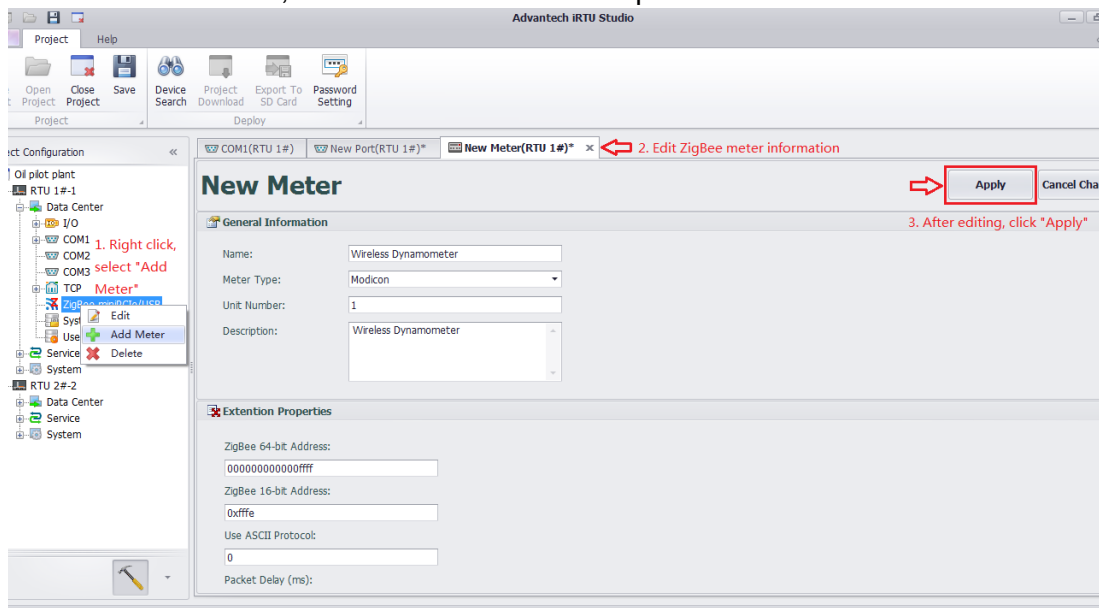 Advantech iRTU Studio
Project Help
Open Project
Close Project
Save
Device Search
Project Download
Export To SD Card
Password Setting
Project
Deploy
ect Configuration «
COM1(RTU 1#)
New Port(RTU 1#)*
New Meter(RTU 1#)* x
2. Edit ZigBee meter information
Oil pilot plant
RTU 1#-1
Data Center
I/O
COM1
COM2
COM3
TCP
ZigBee miniPCIe/USB
Sys
Use
Service
System
RTU 2#-2
Data Center
Service
System
1. Right click,
select "Add
Meter"
Edit
Add Meter
Delete
New Meter
Apply
Cancel Cha
3. After editing, click "Apply"
General Information
Name: Wireless Dynamometer
Meter Type: Modicon
Unit Number: 1
Description: Wireless Dynamometer
Extention Properties
ZigBee 64-bit Address:
000000000000ffff
ZigBee 16-bit Address:
0xfffe
Use ASCII Protocol:
0
Packet Delay (ms):